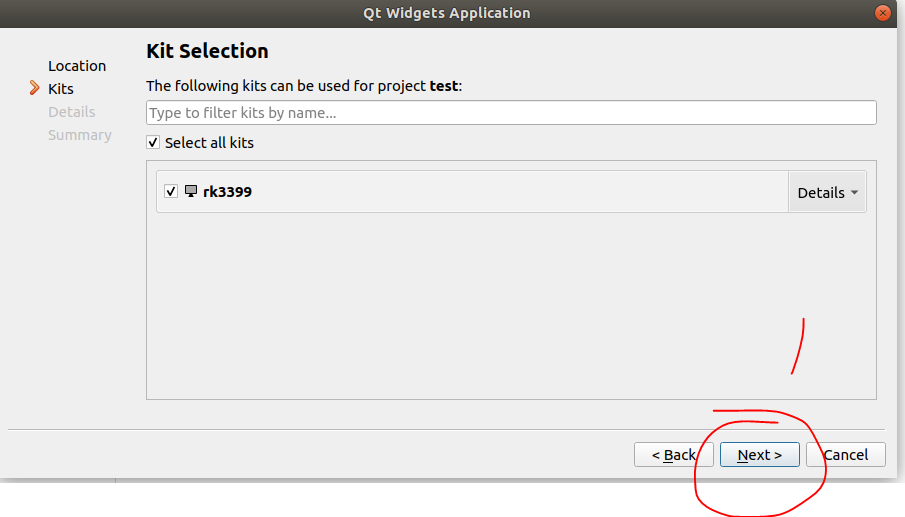 Qt Widgets Application
Location
Kits
Details
Summary
Kit Selection
The following kits can be used for project test:
Type to filter kits by name...
Select all kits
rk3399
Details
< Back
Next >
Cancel